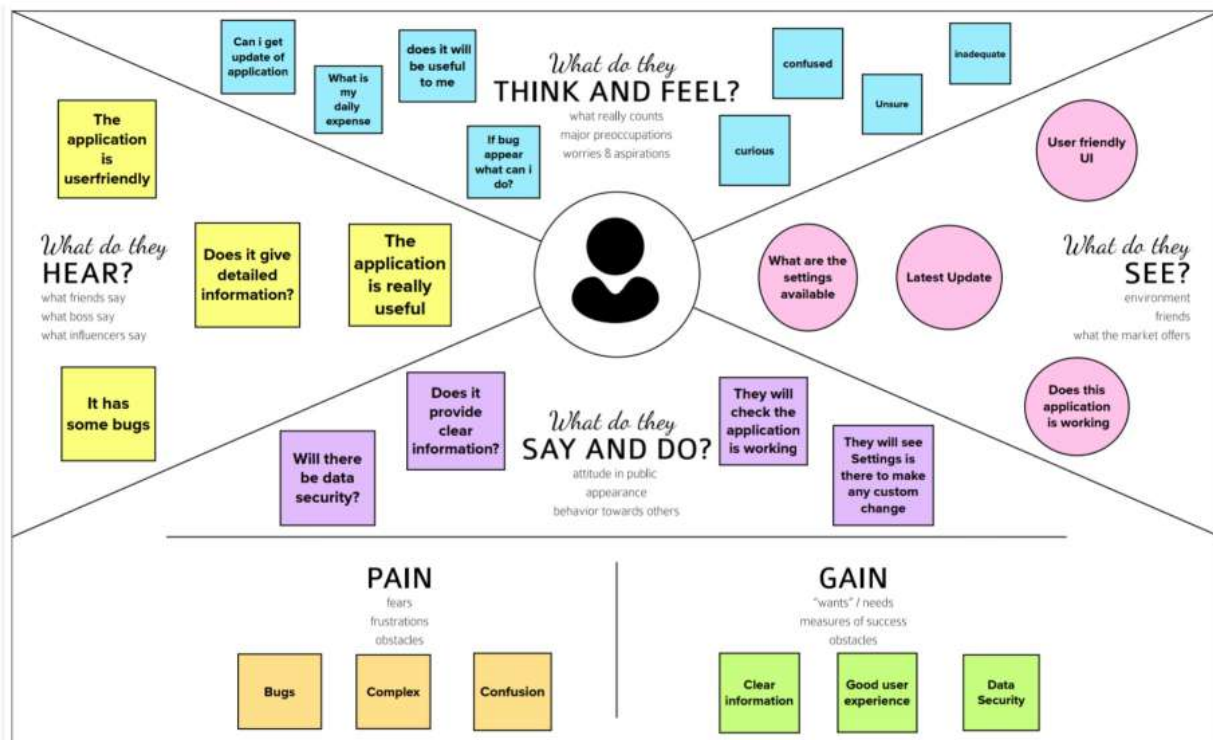 Can i get
update of
application
What is
my
daily
expense
does it will
be useful
to me
If bug
appear
what can i
do?
What do they
THINK AND FEEL?
what really counts
major preoccupations
worries & aspirations
confused
Unsure
inadequate
curious
The
application
is
userfriendly
What do they
HEAR?
what friends say
what boss say
what influencers say
Does it give
detailed
information?
The
application
is really
useful
It has
some bugs
User friendly
UI
What are the
settings
available
Latest Update
What do they
SEE?
environment
friends
what the market offers
Does this
application
is working
Will there
be data
security?
Does it
provide
clear
information?
What do they
SAY AND DO?
attitude in public
appearance
behavior towards others
They will
check the
application
is working
They will see
Settings is
there to make
any custom
change
PAIN
fears
frustrations
obstacles
Bugs
Complex
Confusion
GAIN
"wants" / needs
measures of success
obstacles
Clear
information
Good user
experience
Data
Security